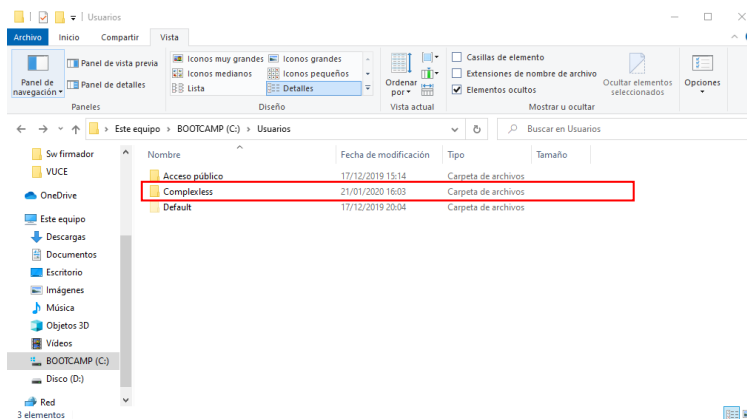 Usuarios
Archivo Inicio Compartir Vista
Panel de navegación
Panel de vista previa
Panel de detalles
Paneles
Iconos muy grandes Iconos grandes
Iconos medianos Iconos pequeños
Lista Detalles
Diseño
Ordenar por
Vista actual
Casillas de elemento
Extensiones de nombre de archivo
Elementos ocultos
Ocultar elementos seleccionados
Mostrar u ocultar
Opciones
Este equipo > BOOTCAMP (C:) > Usuarios
Buscar en Usuarios
Nombre Fecha de modificación Tipo Tamaño
Acceso público 17/12/2019 15:14 Carpeta de archivos
Complexless 21/01/2020 16:03 Carpeta de archivos
Default 17/12/2019 20:04 Carpeta de archivos
Sw firmador
VUCE
OneDrive
Este equipo
Descargas
Documentos
Escritorio
Imágenes
Música
Objetos 3D
Vídeos
BOOTCAMP (C:)
Disco (D:)
Red
3 elementos